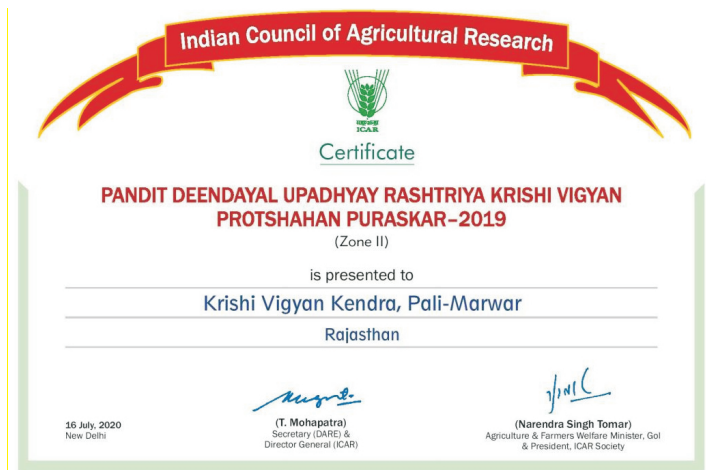 Indian Council of Agricultural Research
भाकृअनुप
ICAR
Certificate
PANDIT DEENDAYAL UPADHYAY RASHTRIYA KRISHI VIGYAN
PROTSHAHAN PURASKAR–2019
(Zone II)
is presented to
Krishi Vigyan Kendra, Pali-Marwar
Rajasthan
16 July, 2020
New Delhi
(T. Mohapatra)
Secretary (DARE) &
Director General (ICAR)
(Narendra Singh Tomar)
Agriculture & Farmers Welfare Minister, GoI
& President, ICAR Society